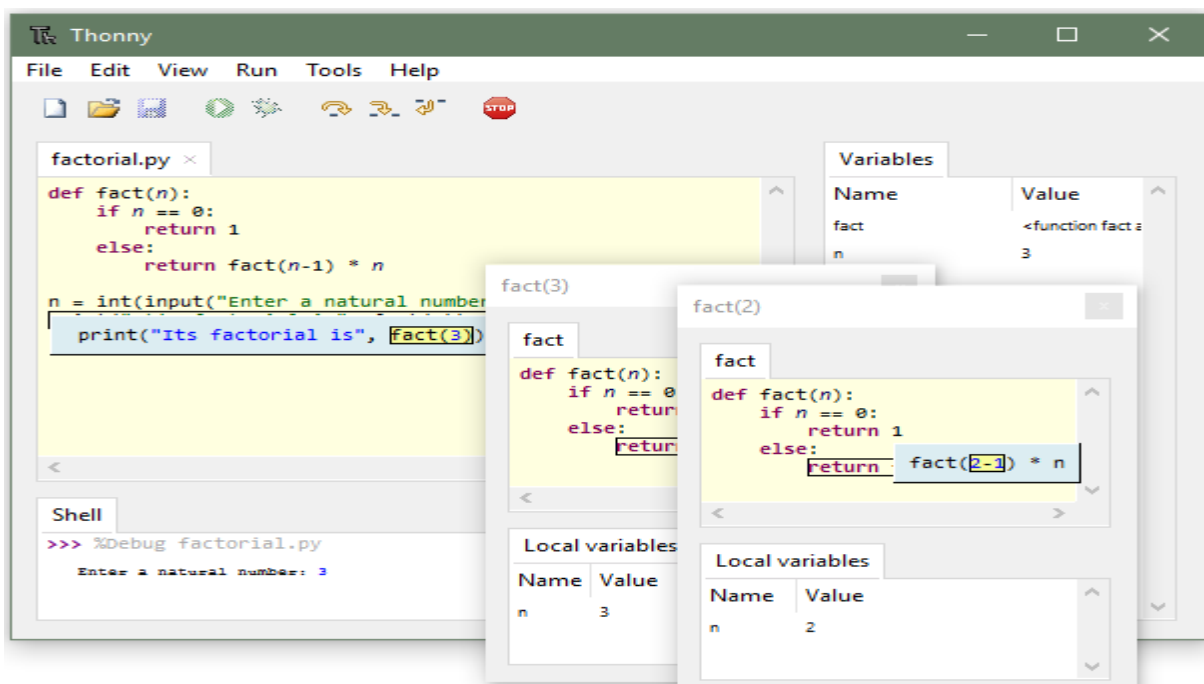 Thonny
File Edit View Run Tools Help
STOP
factorial.py
def fact(n):
if n == 0:
return 1
else:
return fact(n-1) * n
n = int(input("Enter a natural number
print("Its factorial is", fact(3))
Shell
>>> %Debug factorial.py
Enter a natural number: 3
Variables
Name Value
fact <function fact a
n 3
fact(3)
fact
def fact(n):
if n == 0
retur
else:
retur
Local variables
Name Value
n 3
fact(2)
fact
def fact(n):
if n == 0:
return 1
else:
return fact(2-1) * n
Local variables
Name Value
n 2